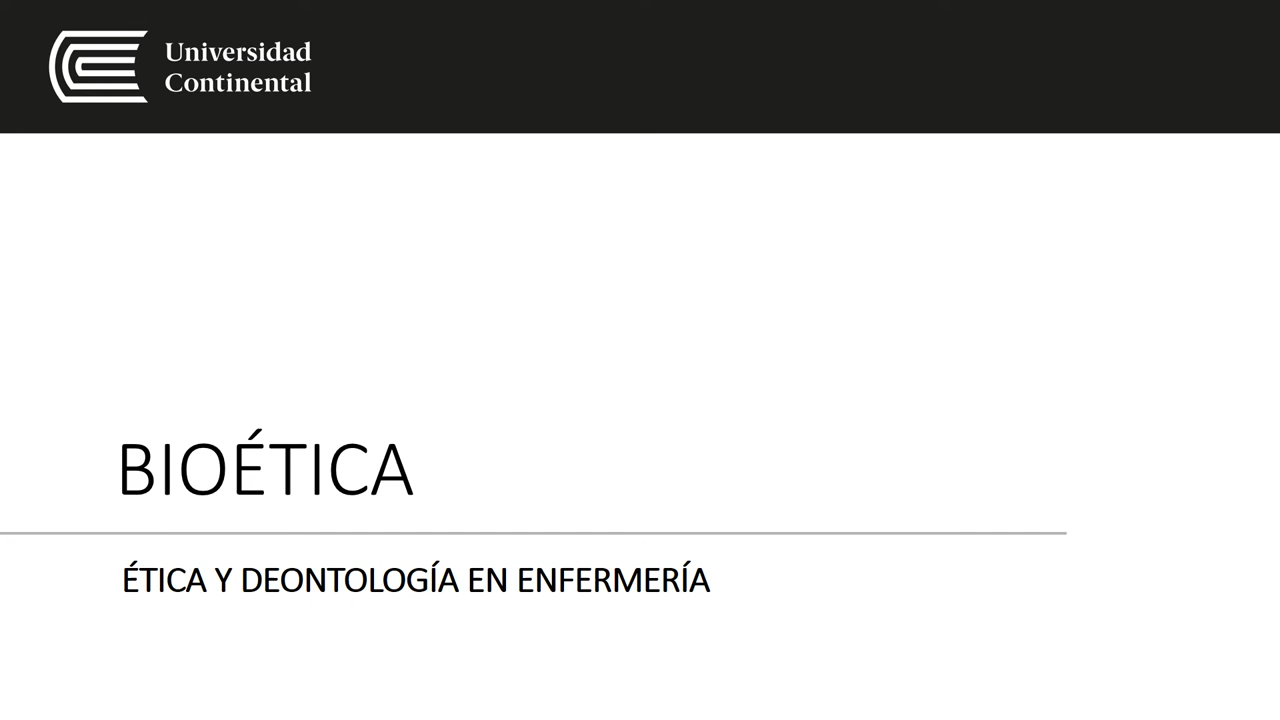 Universidad
Continental
BIOÉTICA
ÉTICA Y DEONTOLOGÍA EN ENFERMERÍA